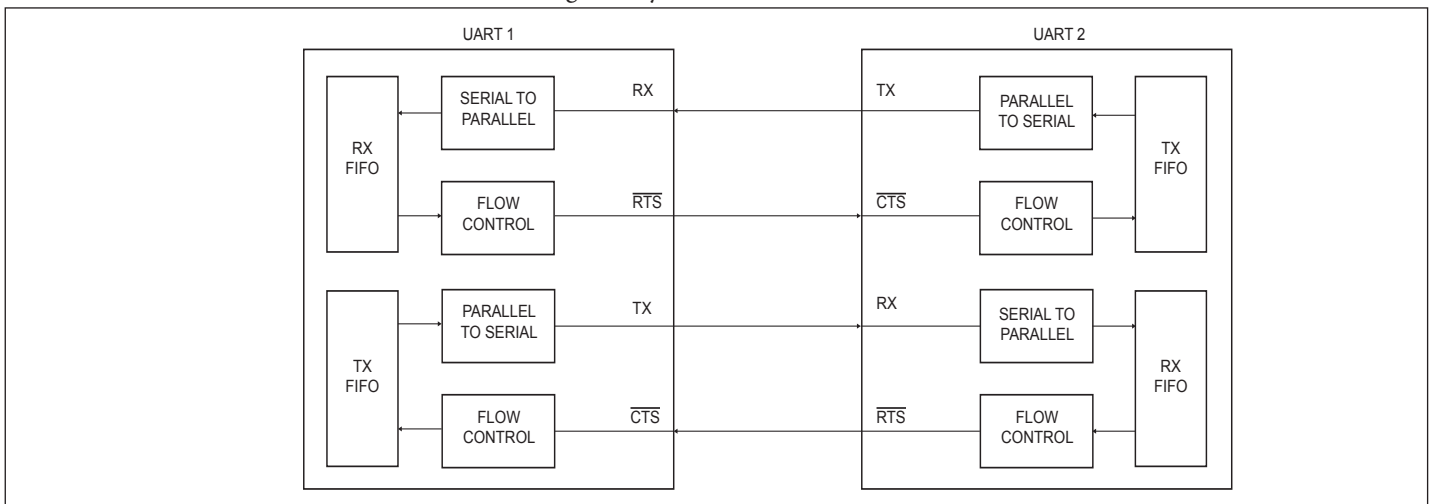 UART 1
UART 2
RX
FIFO
SERIAL TO
PARALLEL
RX
TX
PARALLEL
TO SERIAL
TX
FIFO
FLOW
CONTROL
RTS
CTS
FLOW
CONTROL
TX
FIFO
PARALLEL
TO SERIAL
TX
RX
SERIAL TO
PARALLEL
RX
FIFO
FLOW
CONTROL
CTS
RTS
FLOW
CONTROL